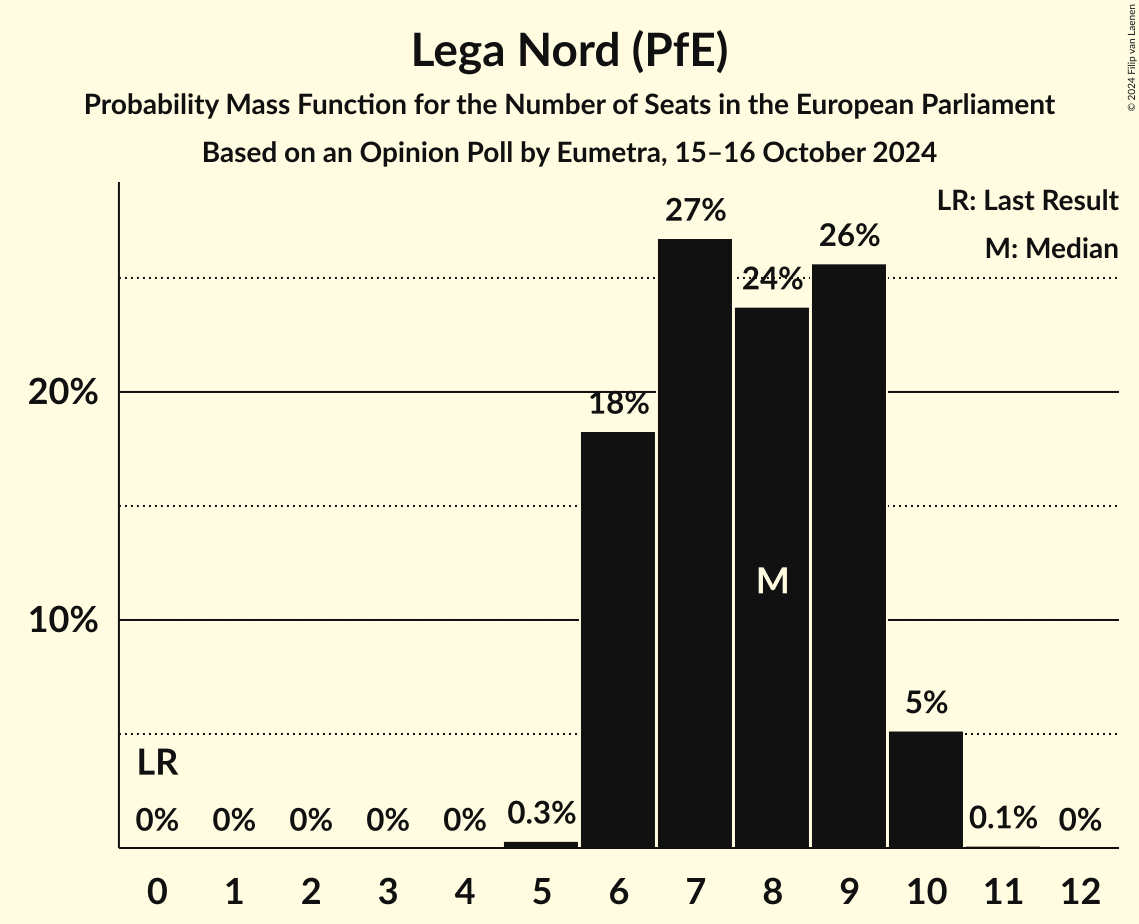 Lega Nord (PfE)
Probability Mass Function for the Number of Seats in the European Parliament
Based on an Opinion Poll by Eumetra, 15–16 October 2024
© 2024 Filip van Laenen
LR: Last Result
M: Median
27%
26%
24%
20%
18%
M
10%
5%
LR
0% 0% 0% 0% 0% 0.3% 0.1% 0%
0 1 2 3 4 5 6 7 8 9 10 11 12